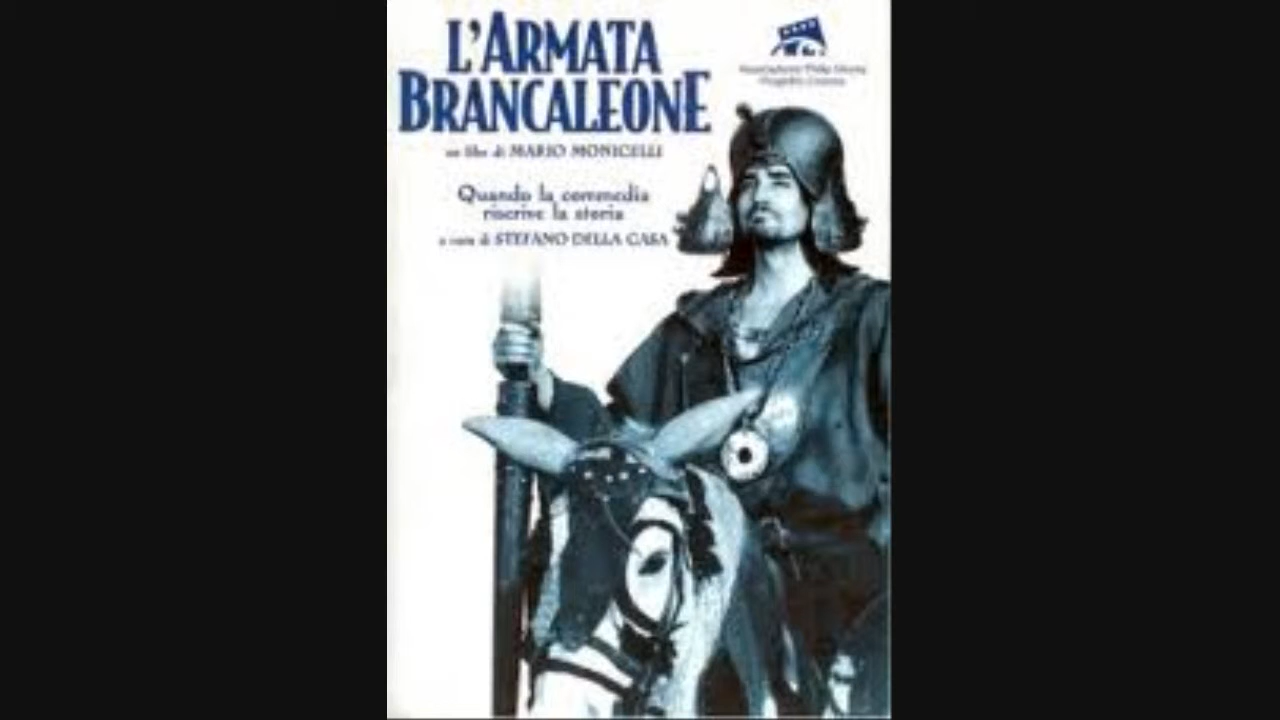 L'ARMATA
BRANCALEONE
un film di MARIO MONICELLI
Quando la commedia
riscrive la storia
a cura di STEFANO DELLA CASA